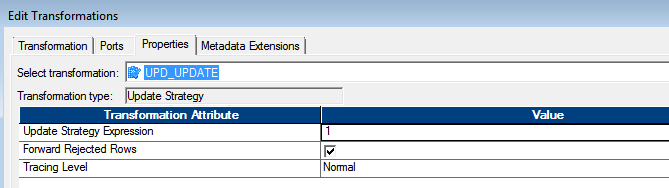 Edit Transformations
Transformation Ports Properties Metadata Extensions
Select transformation: UPD_UPDATE
Transformation type: Update Strategy
Transformation Attribute Value
Update Strategy Expression 1
Forward Rejected Rows
Tracing Level Normal